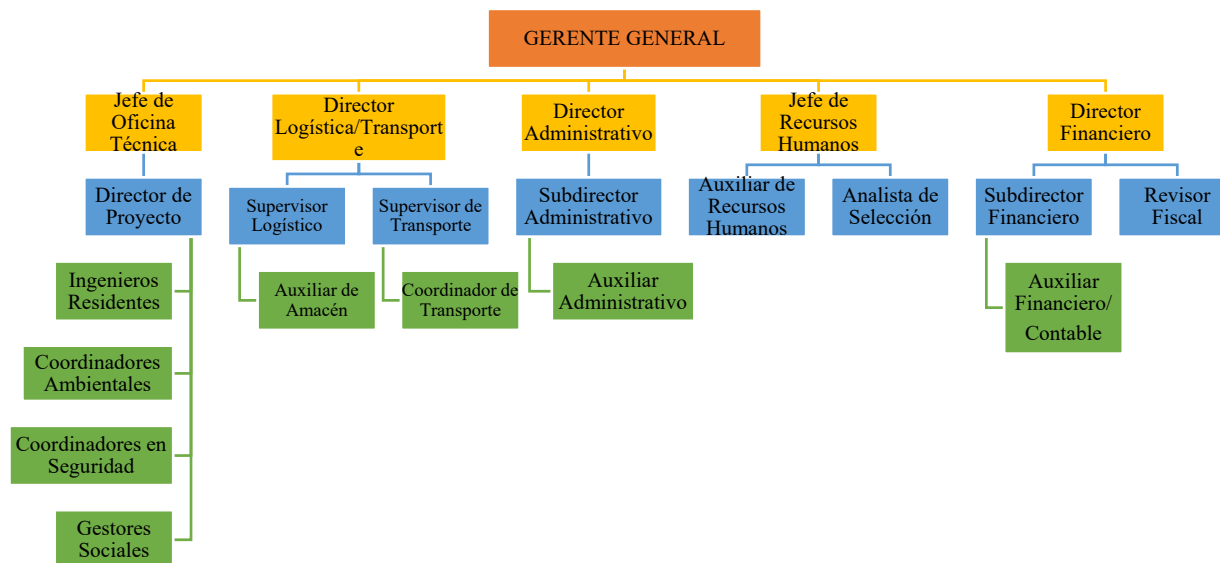 GERENTE GENERAL
Jefe de
Oficina
Técnica
Director
Logística/Transport
e
Director
Administrativo
Jefe de
Recursos
Humanos
Director
Financiero
Director de
Proyecto
Supervisor
Logístico
Supervisor de
Transporte
Subdirector
Administrativo
Auxiliar de
Recursos
Humanos
Analista de
Selección
Subdirector
Financiero
Revisor
Fiscal
Ingenieros
Residentes
Auxiliar de
Amacén
Coordinador de
Transporte
Auxiliar
Administrativo
Auxiliar
Financiero/
Contable
Coordinadores
Ambientales
Coordinadores en
Seguridad
Gestores
Sociales